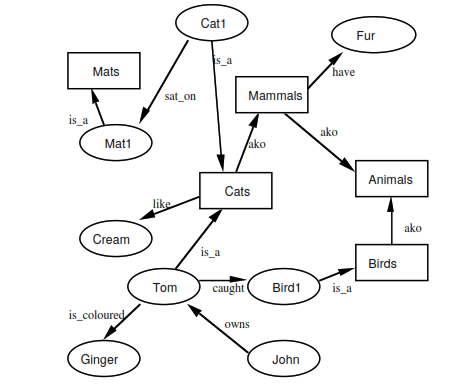 Cat1
Fur
is_a
Mats
have
sat_on
Mammals
is_a
ako
Mat1
ako
Animals
Cats
like
Cream
ako
is_a
Birds
Tom
caught
Bird1
is_a
is_coloured
owns
Ginger
John